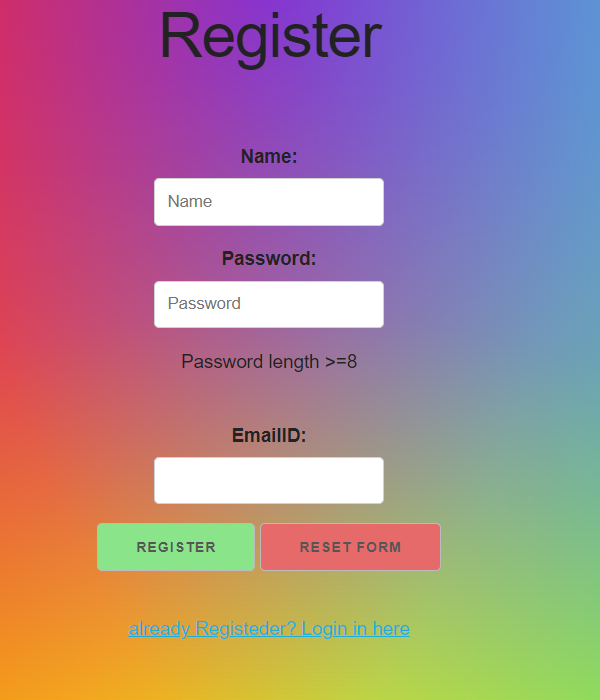 Register
Name:
Name
Password:
Password
Password length >=8
EmailID:
REGISTER RESET FORM
already Registeder? Login in here